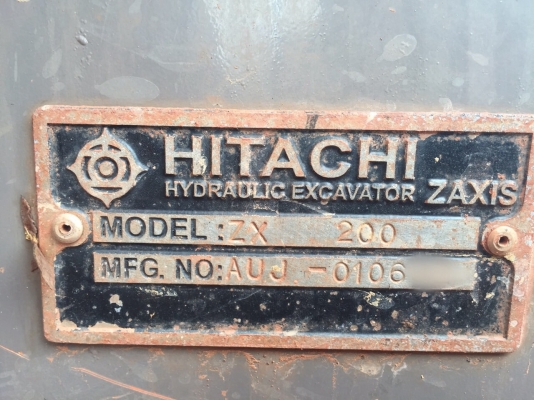 HITACHI
HYDRAULIC EXCAVATOR ZAXIS
MODEL : ZX 200
MFG. NO: AUJ -0106